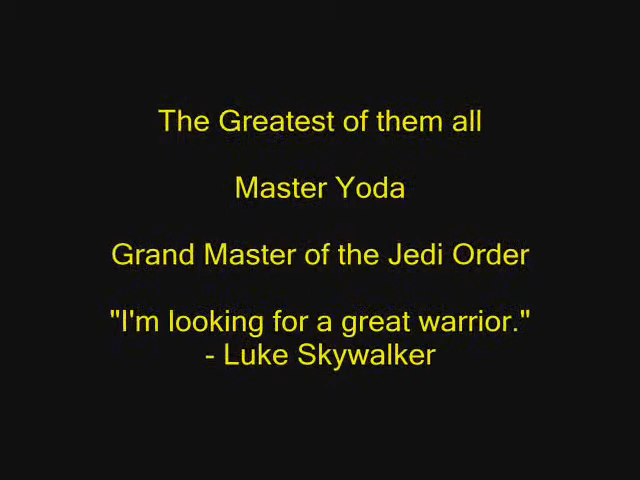 The Greatest of them all
Master Yoda
Grand Master of the Jedi Order
"I'm looking for a great warrior."
- Luke Skywalker